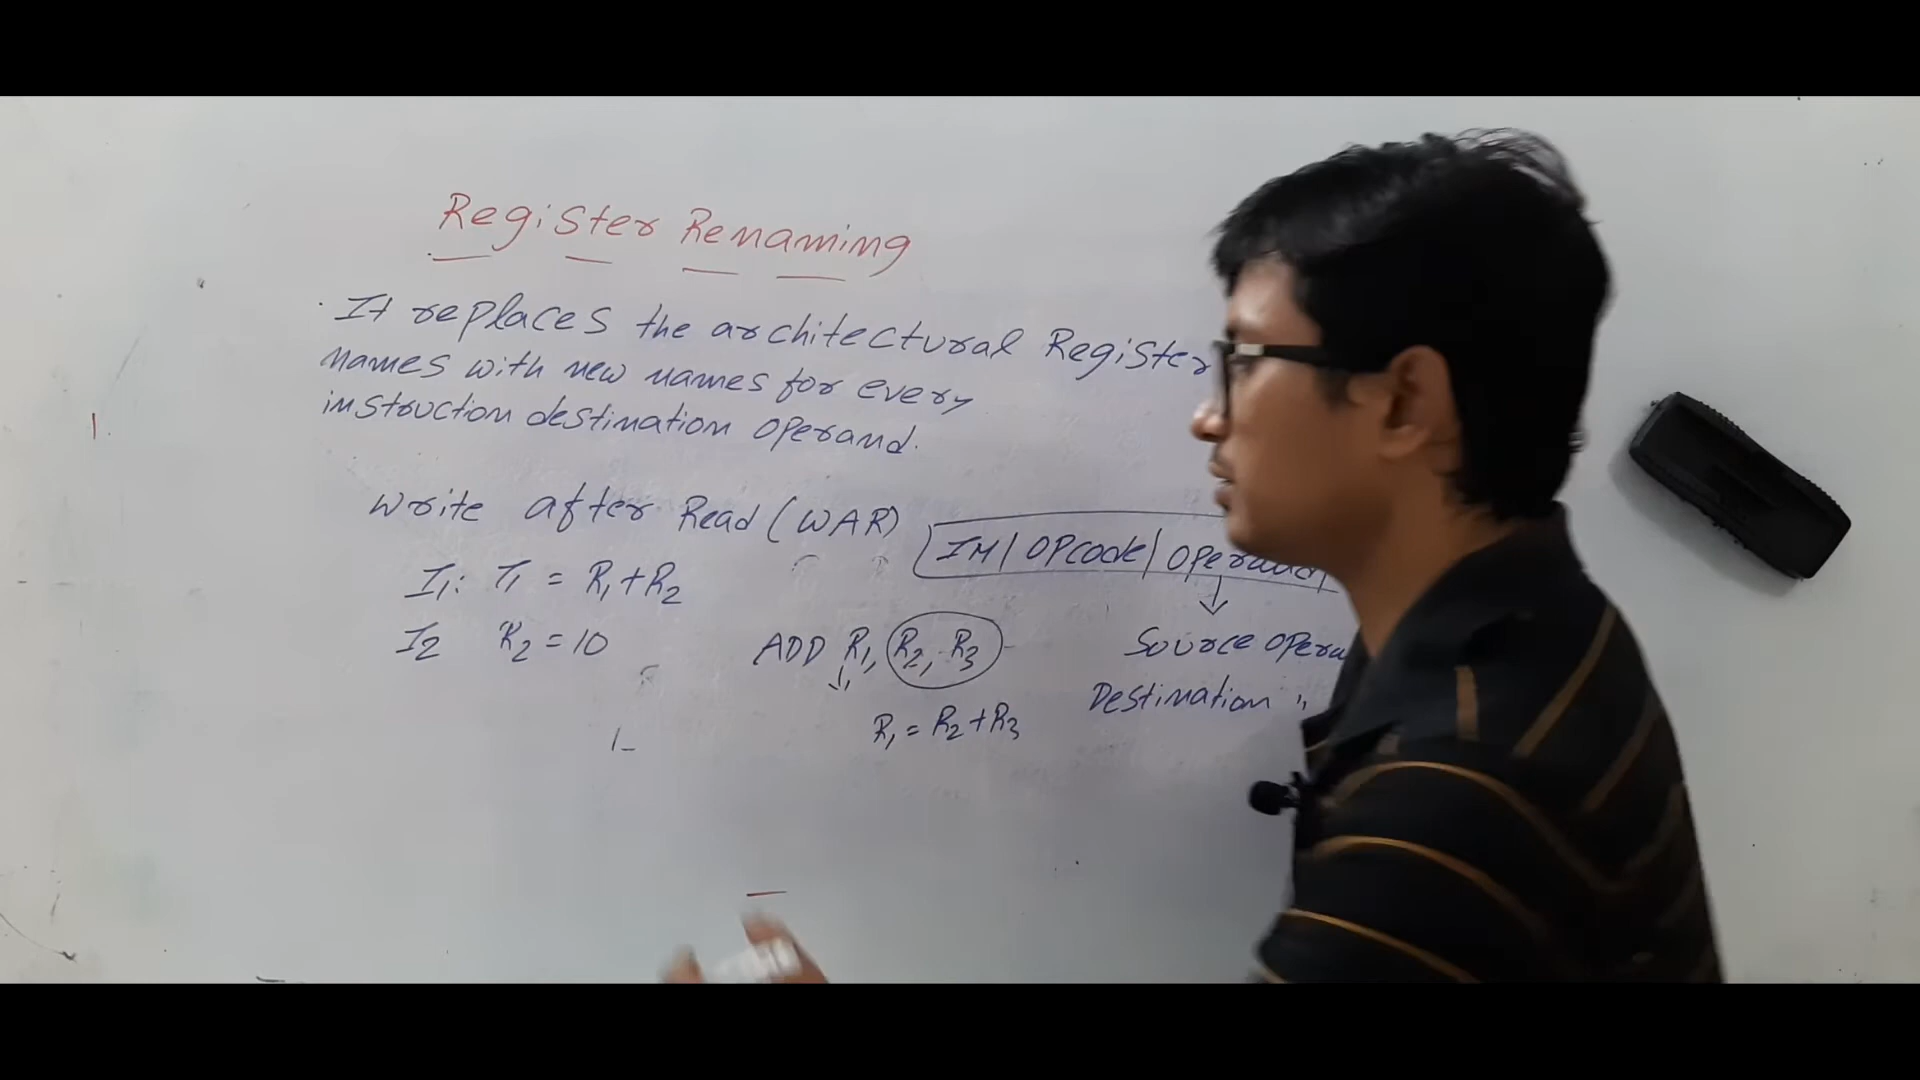 Register Renaming
. It replaces the architectural Register
names with new names for every
instruction destination operand.
Write after Read (WAR)
IM | OPcode | Operand
I1: T1 = R1 + R2
I2 R2 = 10
ADD R1, R2, R3
R1 = R2 + R3
Source Opera
Destination "